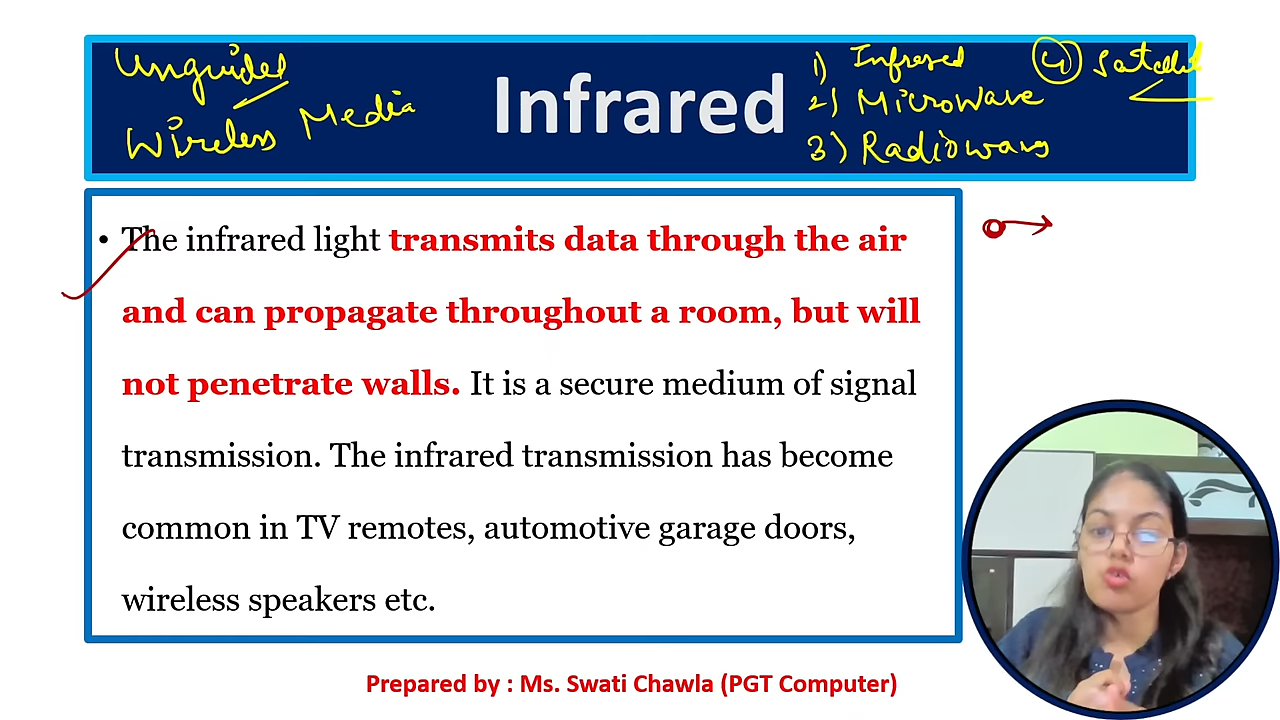 Unguided
Wireless Media
Infrared
1) Infrared
2) Microwave
3) Radiowaves
4)
• The infrared light transmits data through the air
and can propagate throughout a room, but will
not penetrate walls. It is a secure medium of signal
transmission. The infrared transmission has become
common in TV remotes, automotive garage doors,
wireless speakers etc.
Prepared by : Ms. Swati Chawla (PGT Computer)